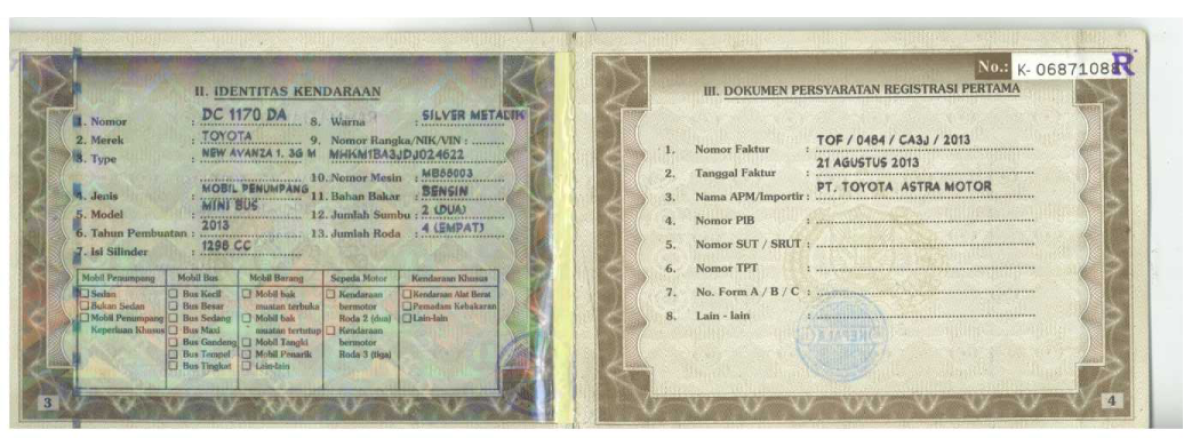 II. IDENTITAS KENDARAAN
1. Nomor : DC 1170 DA
2. Merek : TOYOTA
3. Type : NEW AVANZA 1. 3G M
4. Jenis : MOBIL PENUMPANG
5. Model : MINI BUS
6. Tahun Pembuatan : 2013
7. Isi Silinder : 1298 CC
8. Warna : SILVER METALIK
9. Nomor Rangka/NIK/VIN :
MHKM1BA3JDJ024622
10. Nomor Mesin : MB88003
11. Bahan Bakar : BENSIN
12. Jumlah Sumbu : 2 (DUA)
13. Jumlah Roda : 4 (EMPAT)
Mobil Penumpang
☐ Sedan
☐ Bukan Sedan
☐ Mobil Penumpang
Keperluan Khusus
Mobil Bus
☐ Bus Kecil
☐ Bus Besar
☐ Bus Sedang
☐ Bus Maxi
☐ Bus Gandeng
☐ Bus Tempel
☐ Bus Tingkat
Mobil Barang
☐ Mobil bak
muatan terbuka
☐ Mobil bak
muatan tertutup
☐ Mobil Tangki
☐ Mobil Penarik
☐ Lain-lain
Sepeda Motor
☐ Kendaraan
bermotor
Roda 2 (dua)
☐ Kendaraan
bermotor
Roda 3 (tiga)
Kendaraan Khusus
☐ Kendaraan Alat Berat
☐ Pemadam Kebakaran
☐ Lain-lain
3
No.: K- 06871088 R
III. DOKUMEN PERSYARATAN REGISTRASI PERTAMA
1. Nomor Faktur : TOF / 0484 / CA3J / 2013
2. Tanggal Faktur : 21 AGUSTUS 2013
3. Nama APM/Importir : PT. TOYOTA ASTRA MOTOR
4. Nomor PIB :
5. Nomor SUT / SRUT :
6. Nomor TPT :
7. No. Form A / B / C :
8. Lain - lain :
4